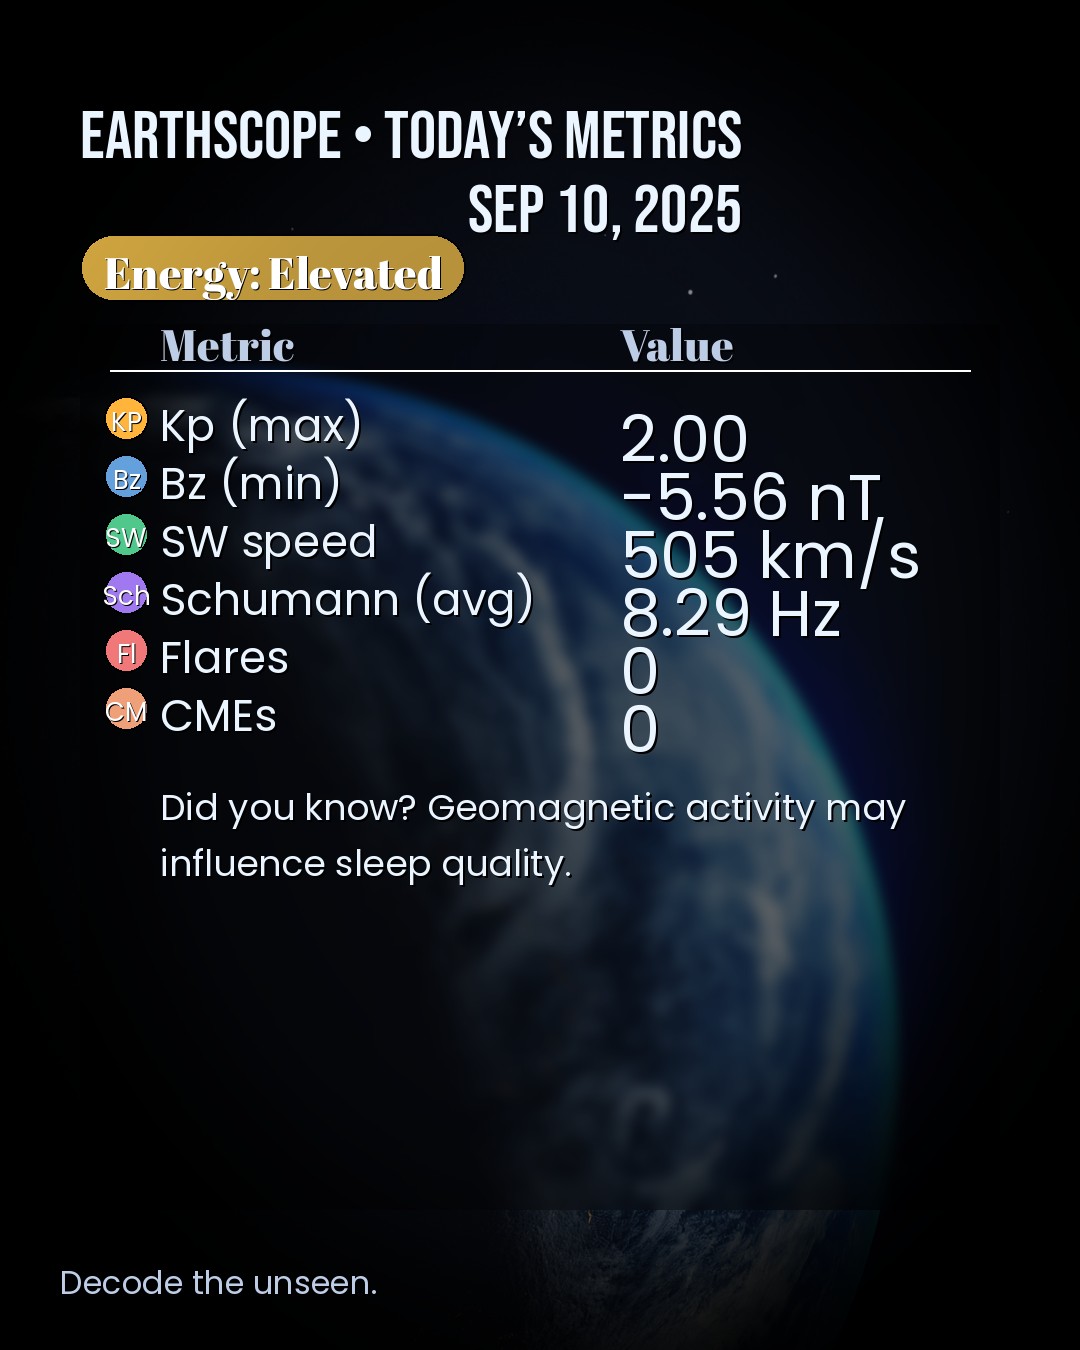 EARTHSCOPE • TODAY’S METRICS
SEP 10, 2025
Energy: Elevated
Metric Value
KP Kp (max) 2.00
Bz Bz (min) -5.56 nT
SW SW speed 505 km/s
Sch Schumann (avg) 8.29 Hz
Fl Flares 0
CM CMEs 0
Did you know? Geomagnetic activity may
influence sleep quality.
Decode the unseen.